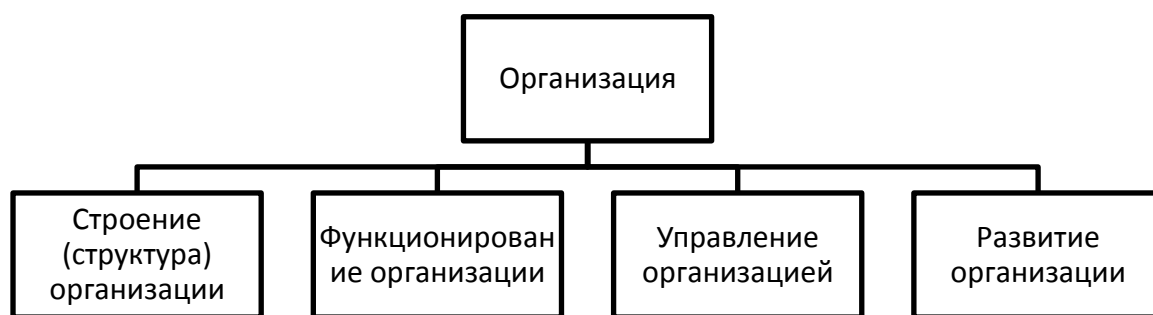 Организация
Строение
(структура)
организации
Функционирован
ие организации
Управление
организацией
Развитие
организации